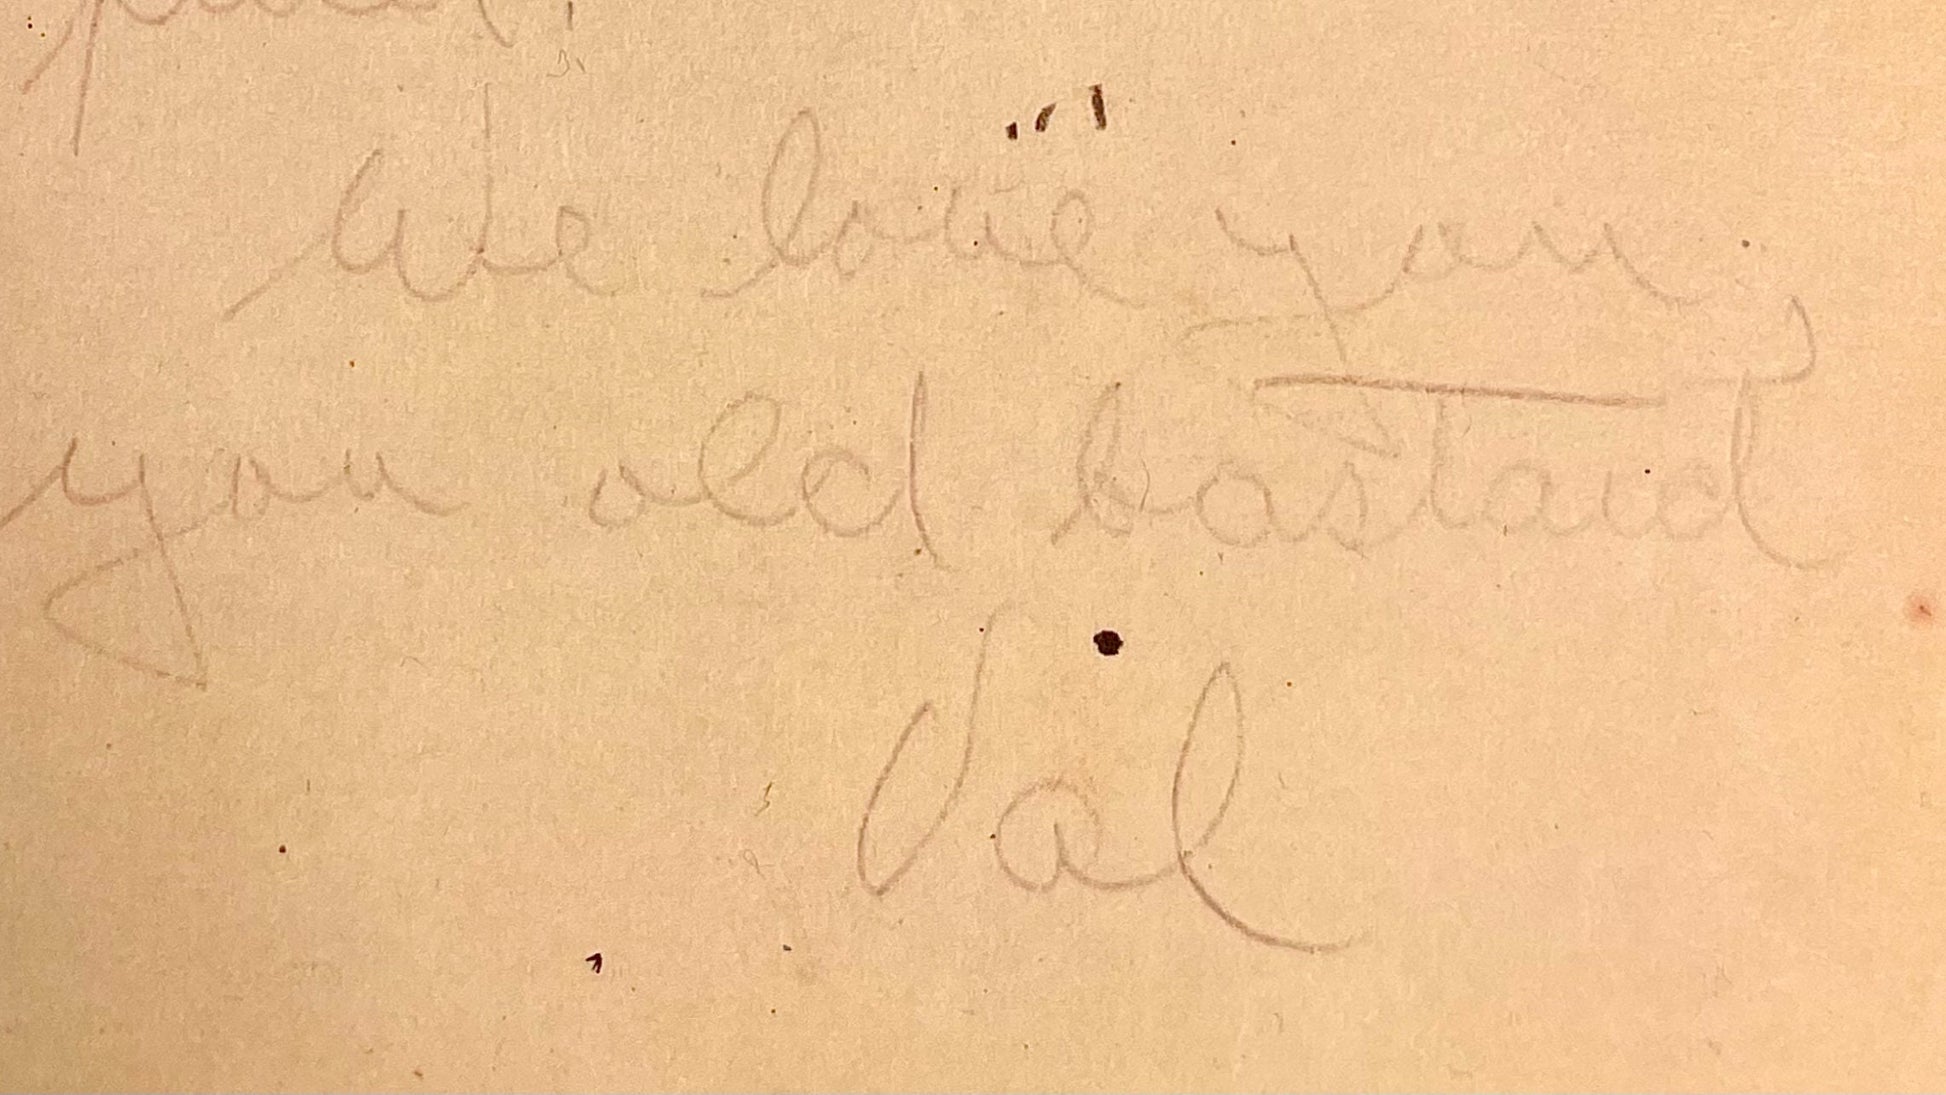 We love you,
you old bastard
Val